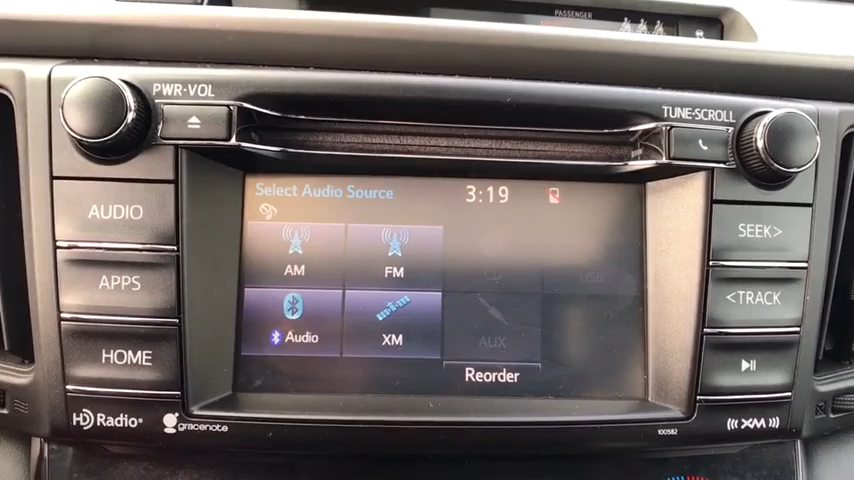 PASSENGER
PWR·VOL
TUNE·SCROLL
Select Audio Source
3:19
AUDIO
SEEK>
AM
FM
CD
USB
APPS
<TRACK
Audio
XM
AUX
HOME
Reorder
HD Radio®
gracenote
100582
((XM))